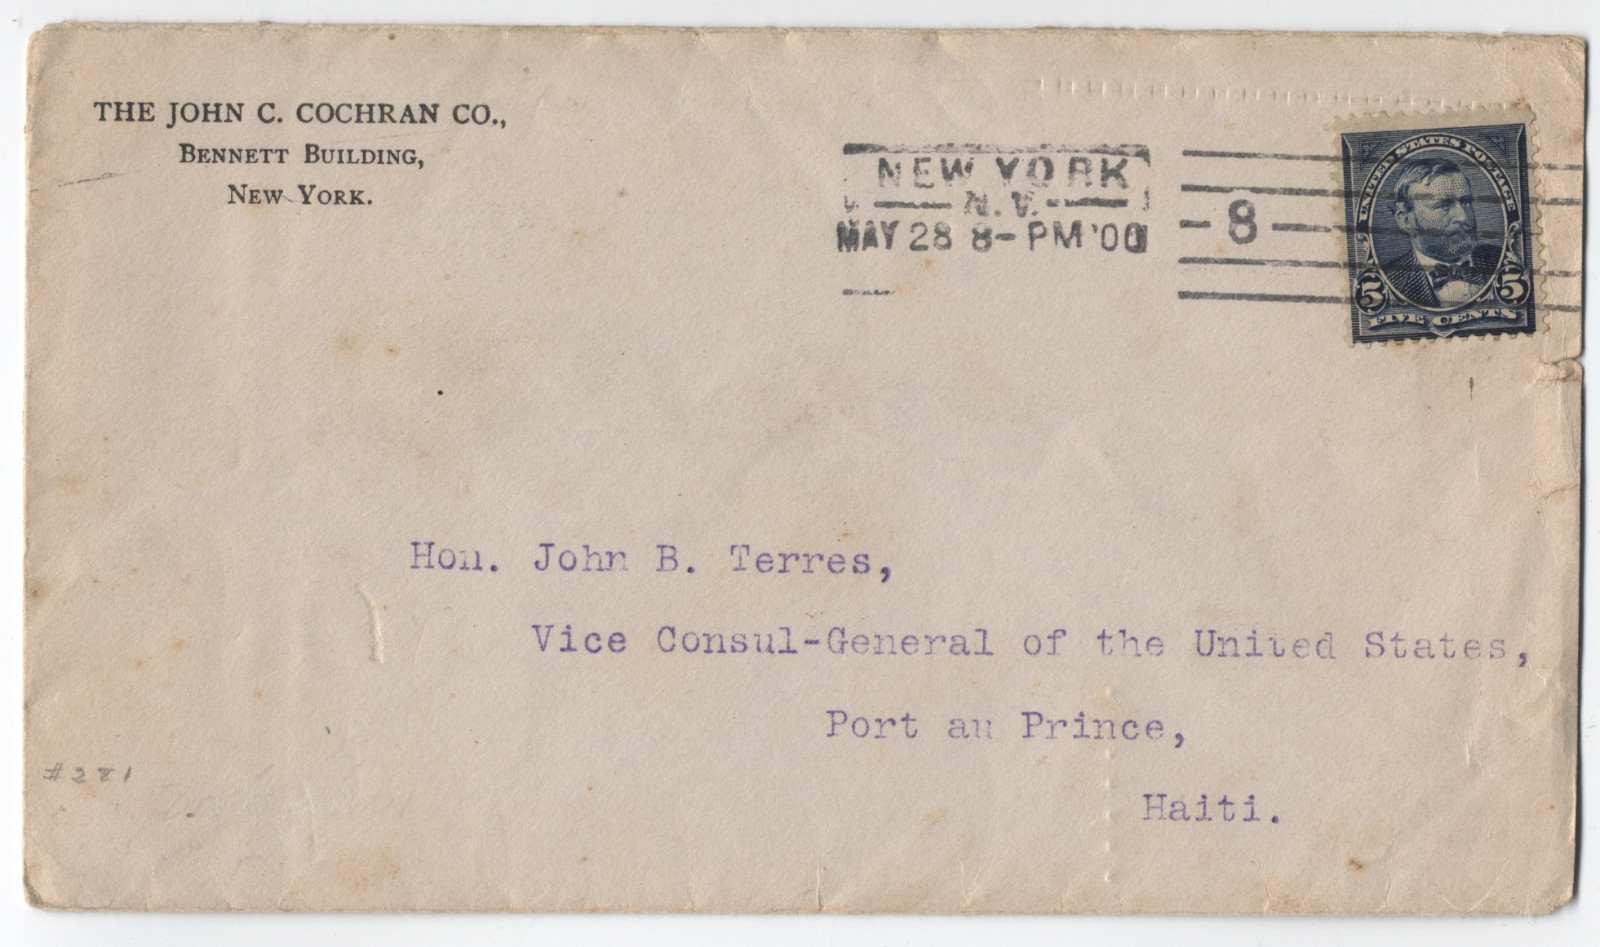 THE JOHN C. COCHRAN CO.,
BENNETT BUILDING,
NEW YORK.
NEW YORK
N.Y.
MAY 28 8-PM '00
8
UNITED STATES POSTAGE
5 5
FIVE CENTS
Hon. John B. Terres,
Vice Consul-General of the United States,
Port au Prince,
Haiti.
#281